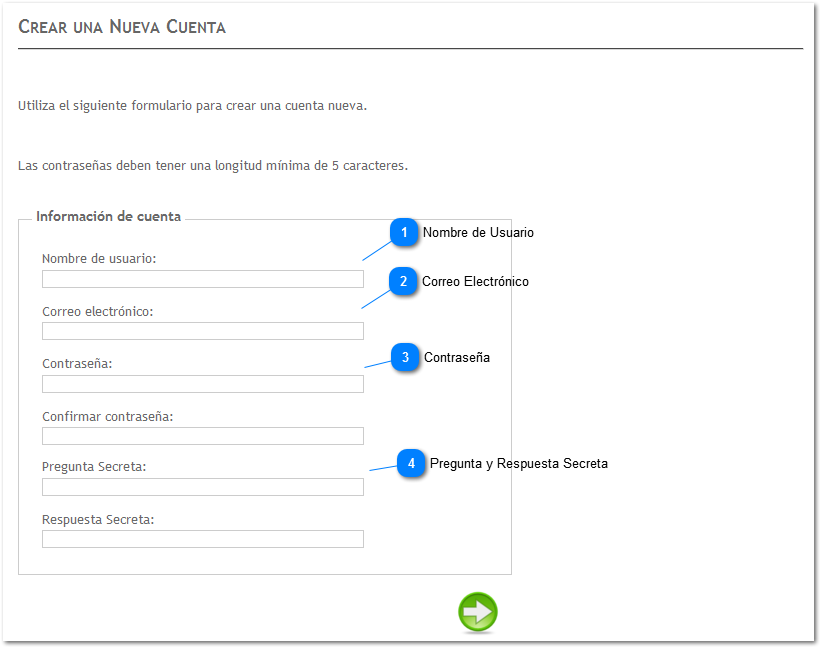 Crear una Nueva Cuenta
Utiliza el siguiente formulario para crear una cuenta nueva.
Las contraseñas deben tener una longitud mínima de 5 caracteres.
Información de cuenta
1 Nombre de Usuario
Nombre de usuario:
2 Correo Electrónico
Correo electrónico:
3 Contraseña
Contraseña:
Confirmar contraseña:
4 Pregunta y Respuesta Secreta
Pregunta Secreta:
Respuesta Secreta: